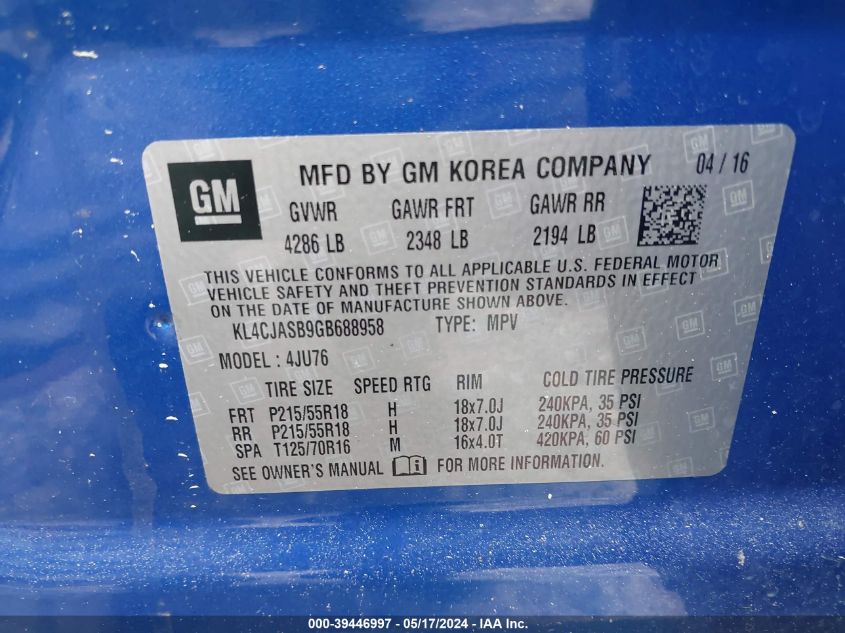 GM
MFD BY GM KOREA COMPANY 04 / 16
GVWR GAWR FRT GAWR RR
4286 LB 2348 LB 2194 LB
THIS VEHICLE CONFORMS TO ALL APPLICABLE U.S. FEDERAL MOTOR
VEHICLE SAFETY AND THEFT PREVENTION STANDARDS IN EFFECT
ON THE DATE OF MANUFACTURE SHOWN ABOVE.
KL4CJASB9GB688958 TYPE: MPV
MODEL : 4JU76
TIRE SIZE SPEED RTG RIM COLD TIRE PRESSURE
FRT P215/55R18 H 18x7.0J 240KPA, 35 PSI
RR P215/55R18 H 18x7.0J 240KPA, 35 PSI
SPA T125/70R16 M 16x4.0T 420KPA, 60 PSI
SEE OWNER'S MANUAL FOR MORE INFORMATION.
000-39446997 - 05/17/2024 - IAA Inc.